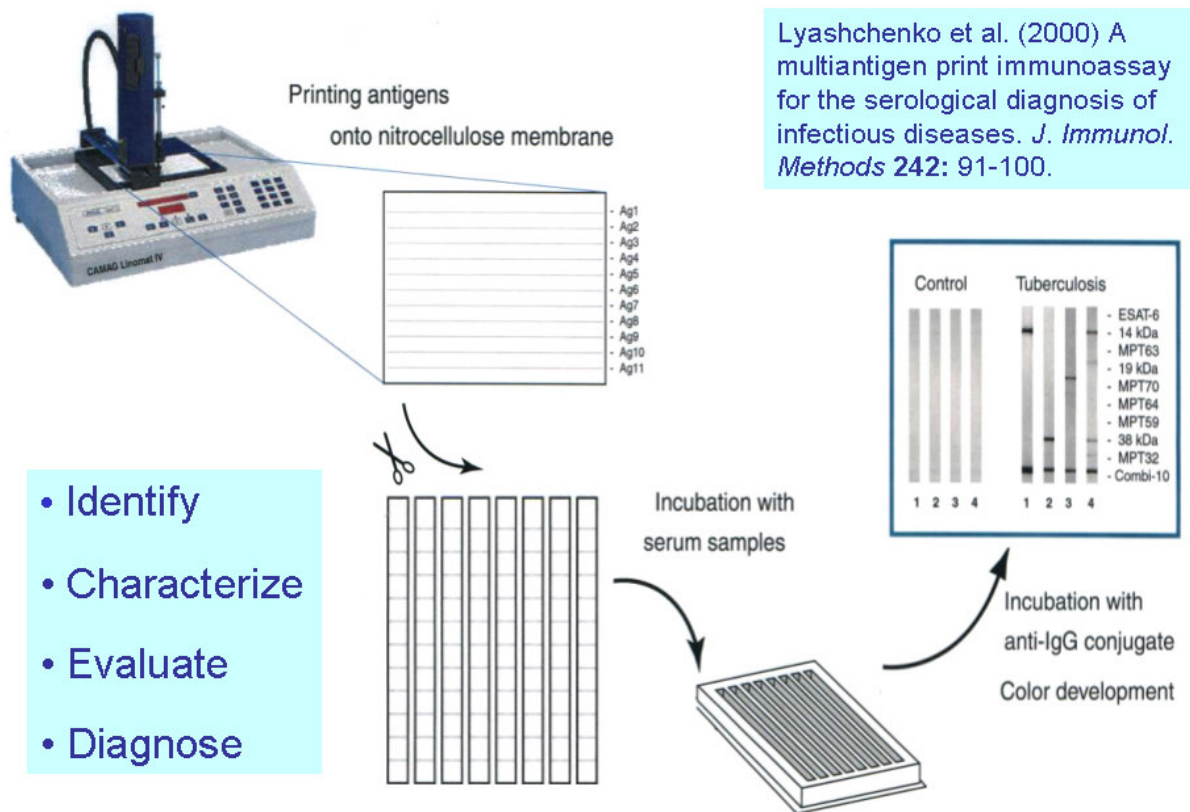 Lyashchenko et al. (2000) A
multiantigen print immunoassay
for the serological diagnosis of
infectious diseases. J. Immunol.
Methods 242: 91-100.
Printing antigens
onto nitrocellulose membrane
CAMAG Linomat IV
- Ag1
- Ag2
- Ag3
- Ag4
- Ag5
- Ag6
- Ag7
- Ag8
- Ag9
- Ag10
- Ag11
Control
Tuberculosis
- ESAT-6
- 14 kDa
MPT63
- 19 kDa
- MPT70
- MPT64
MPT59
- 38 kDa
- MPT32
- Combi-10
1 2 3 4
1 2 3 4
• Identify
• Characterize
• Evaluate
• Diagnose
Incubation with
serum samples
Incubation with
anti-IgG conjugate
Color development